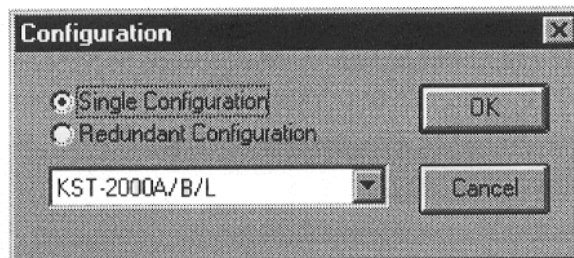 Configuration
Single Configuration
Redundant Configuration
OK
KST-2000A/B/L
Cancel